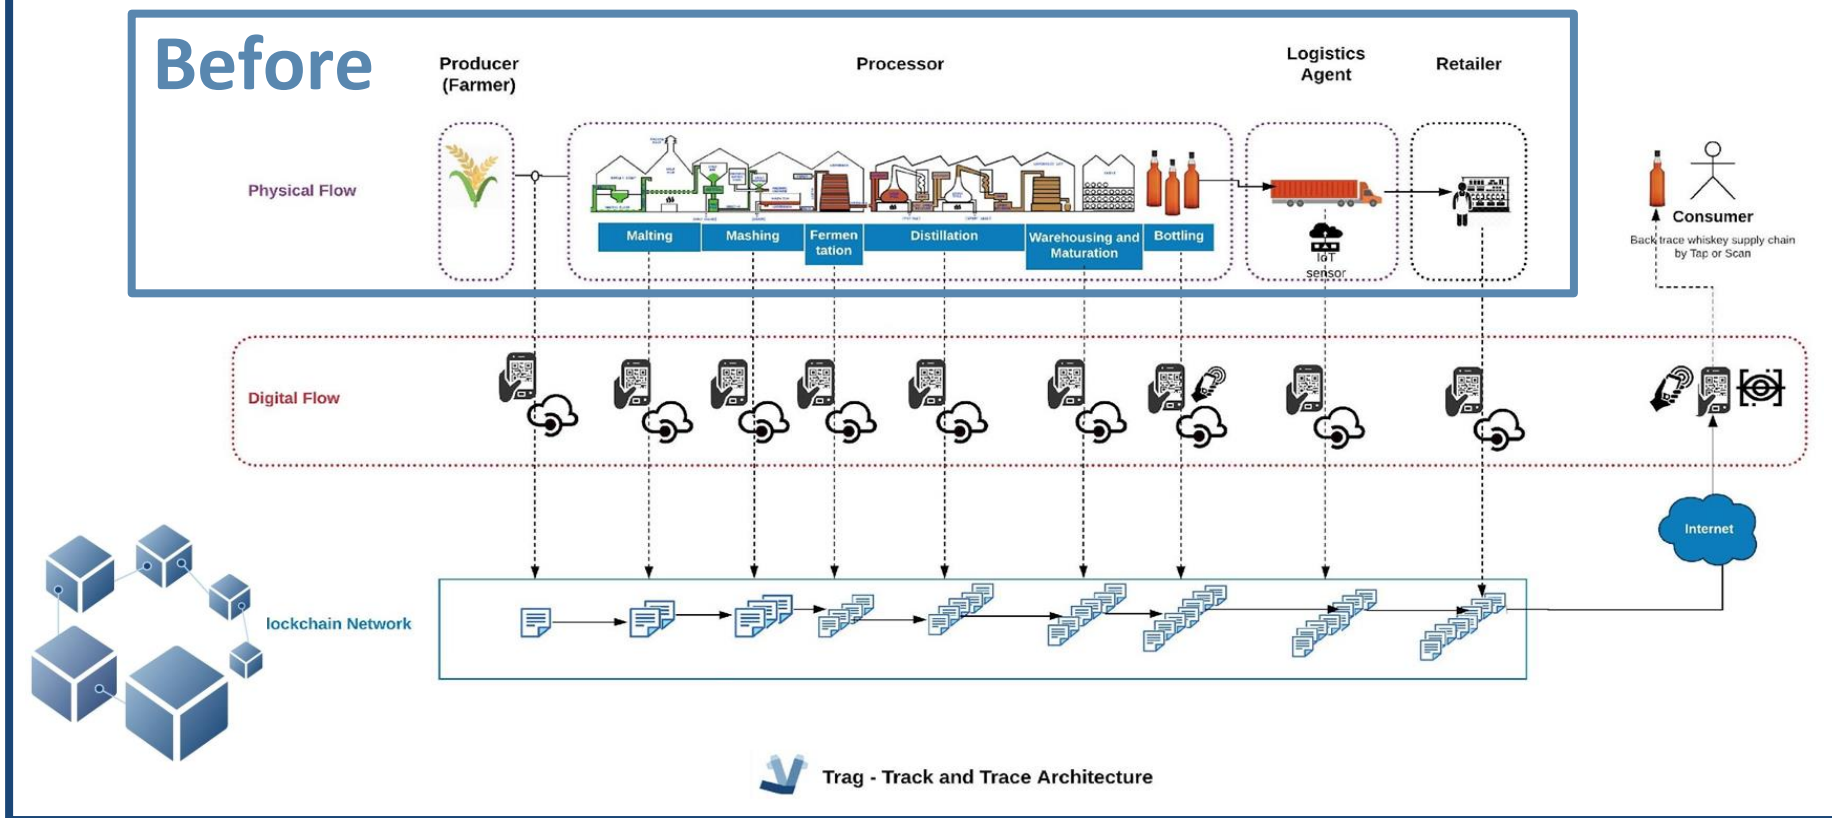 Before
Producer
(Farmer)
Processor
Logistics
Agent
Retailer
Physical Flow
Malting
Mashing
Fermen
tation
Distillation
Warehousing and
Maturation
Bottling
IoT
sensor
Consumer
Back trace whiskey supply chain
by Tap or Scan
Digital Flow
Internet
lockchain Network
Trag - Track and Trace Architecture